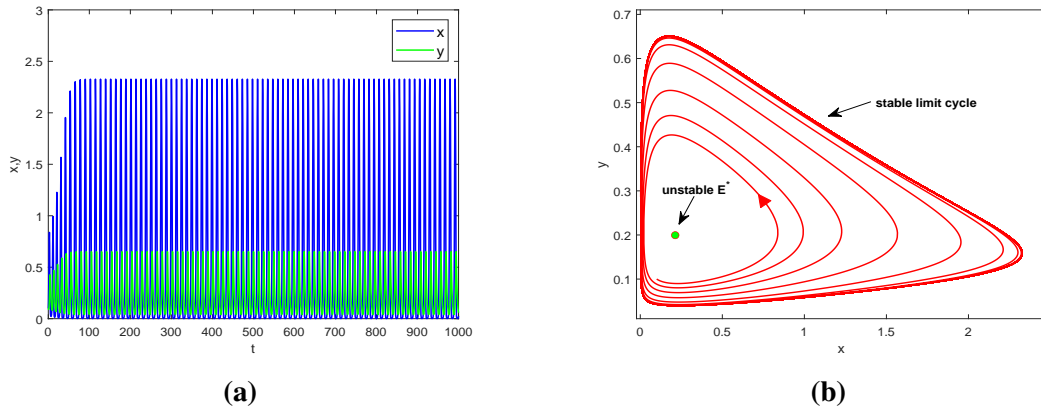 3
2.5
2
1.5
1
0.5
0
x,y
x
y
0 100 200 300 400 500 600 700 800 900 1000
t
(a)
0.7
0.6
0.5
0.4
0.3
0.2
0.1
y
stable limit cycle
unstable E*
0 0.5 1 1.5 2
x
(b)